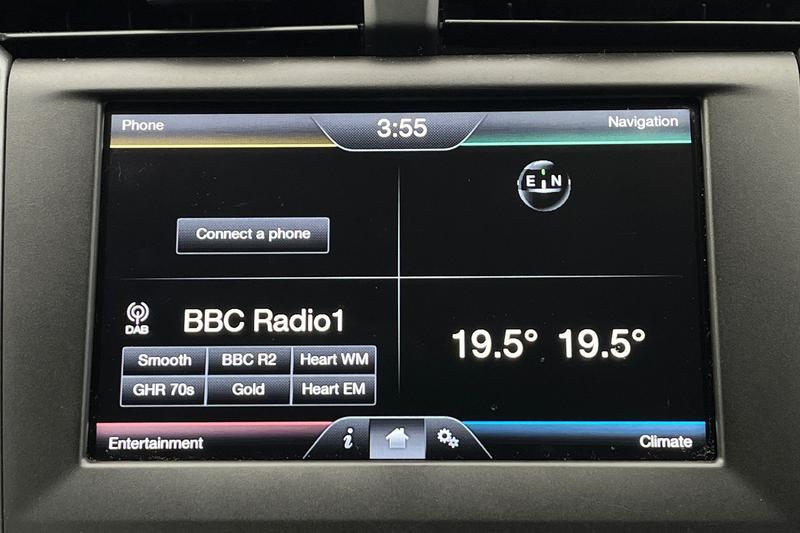 Phone
3:55
Navigation
E N
Connect a phone
DAB
BBC Radio1
Smooth BBC R2 Heart WM
GHR 70s Gold Heart EM
19.5° 19.5°
Entertainment
i
Climate